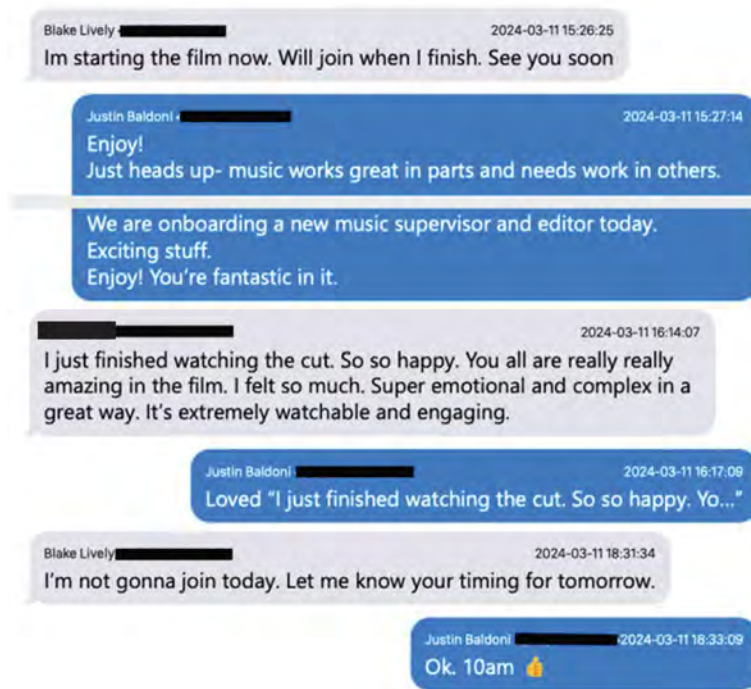 Blake Lively 2024-03-11 15:26:25
Im starting the film now. Will join when I finish. See you soon
Justin Baldoni 2024-03-11 15:27:14
Enjoy!
Just heads up- music works great in parts and needs work in others.
We are onboarding a new music supervisor and editor today.
Exciting stuff.
Enjoy! You're fantastic in it.
2024-03-11 16:14:07
I just finished watching the cut. So so happy. You all are really really
amazing in the film. I felt so much. Super emotional and complex in a
great way. It's extremely watchable and engaging.
Justin Baldoni 2024-03-11 16:17:09
Loved “I just finished watching the cut. So so happy. Yo...”
Blake Lively 2024-03-11 18:31:34
I'm not gonna join today. Let me know your timing for tomorrow.
Justin Baldoni 2024-03-11 18:33:09
Ok. 10am 👍